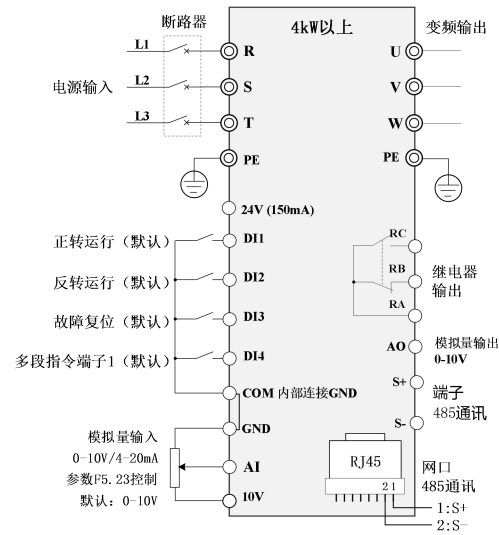 断路器
4kW以上
变频输出
L1
R
U
电源输入
L2
S
V
L3
T
W
PE
PE
24V (150mA)
正转运行（默认）
DI1
RC
反转运行（默认）
DI2
RB
继电器
输出
故障复位（默认）
DI3
RA
多段指令端子1（默认）
DI4
AO
模拟量输出
0-10V
COM 内部连接GND
S+
端子
485通讯
GND
S-
模拟量输入
0-10V/4-20mA
参数F5.23控制
默认：0-10V
AI
10V
RJ45
2 1
网口
485通讯
1:S+
2:S-